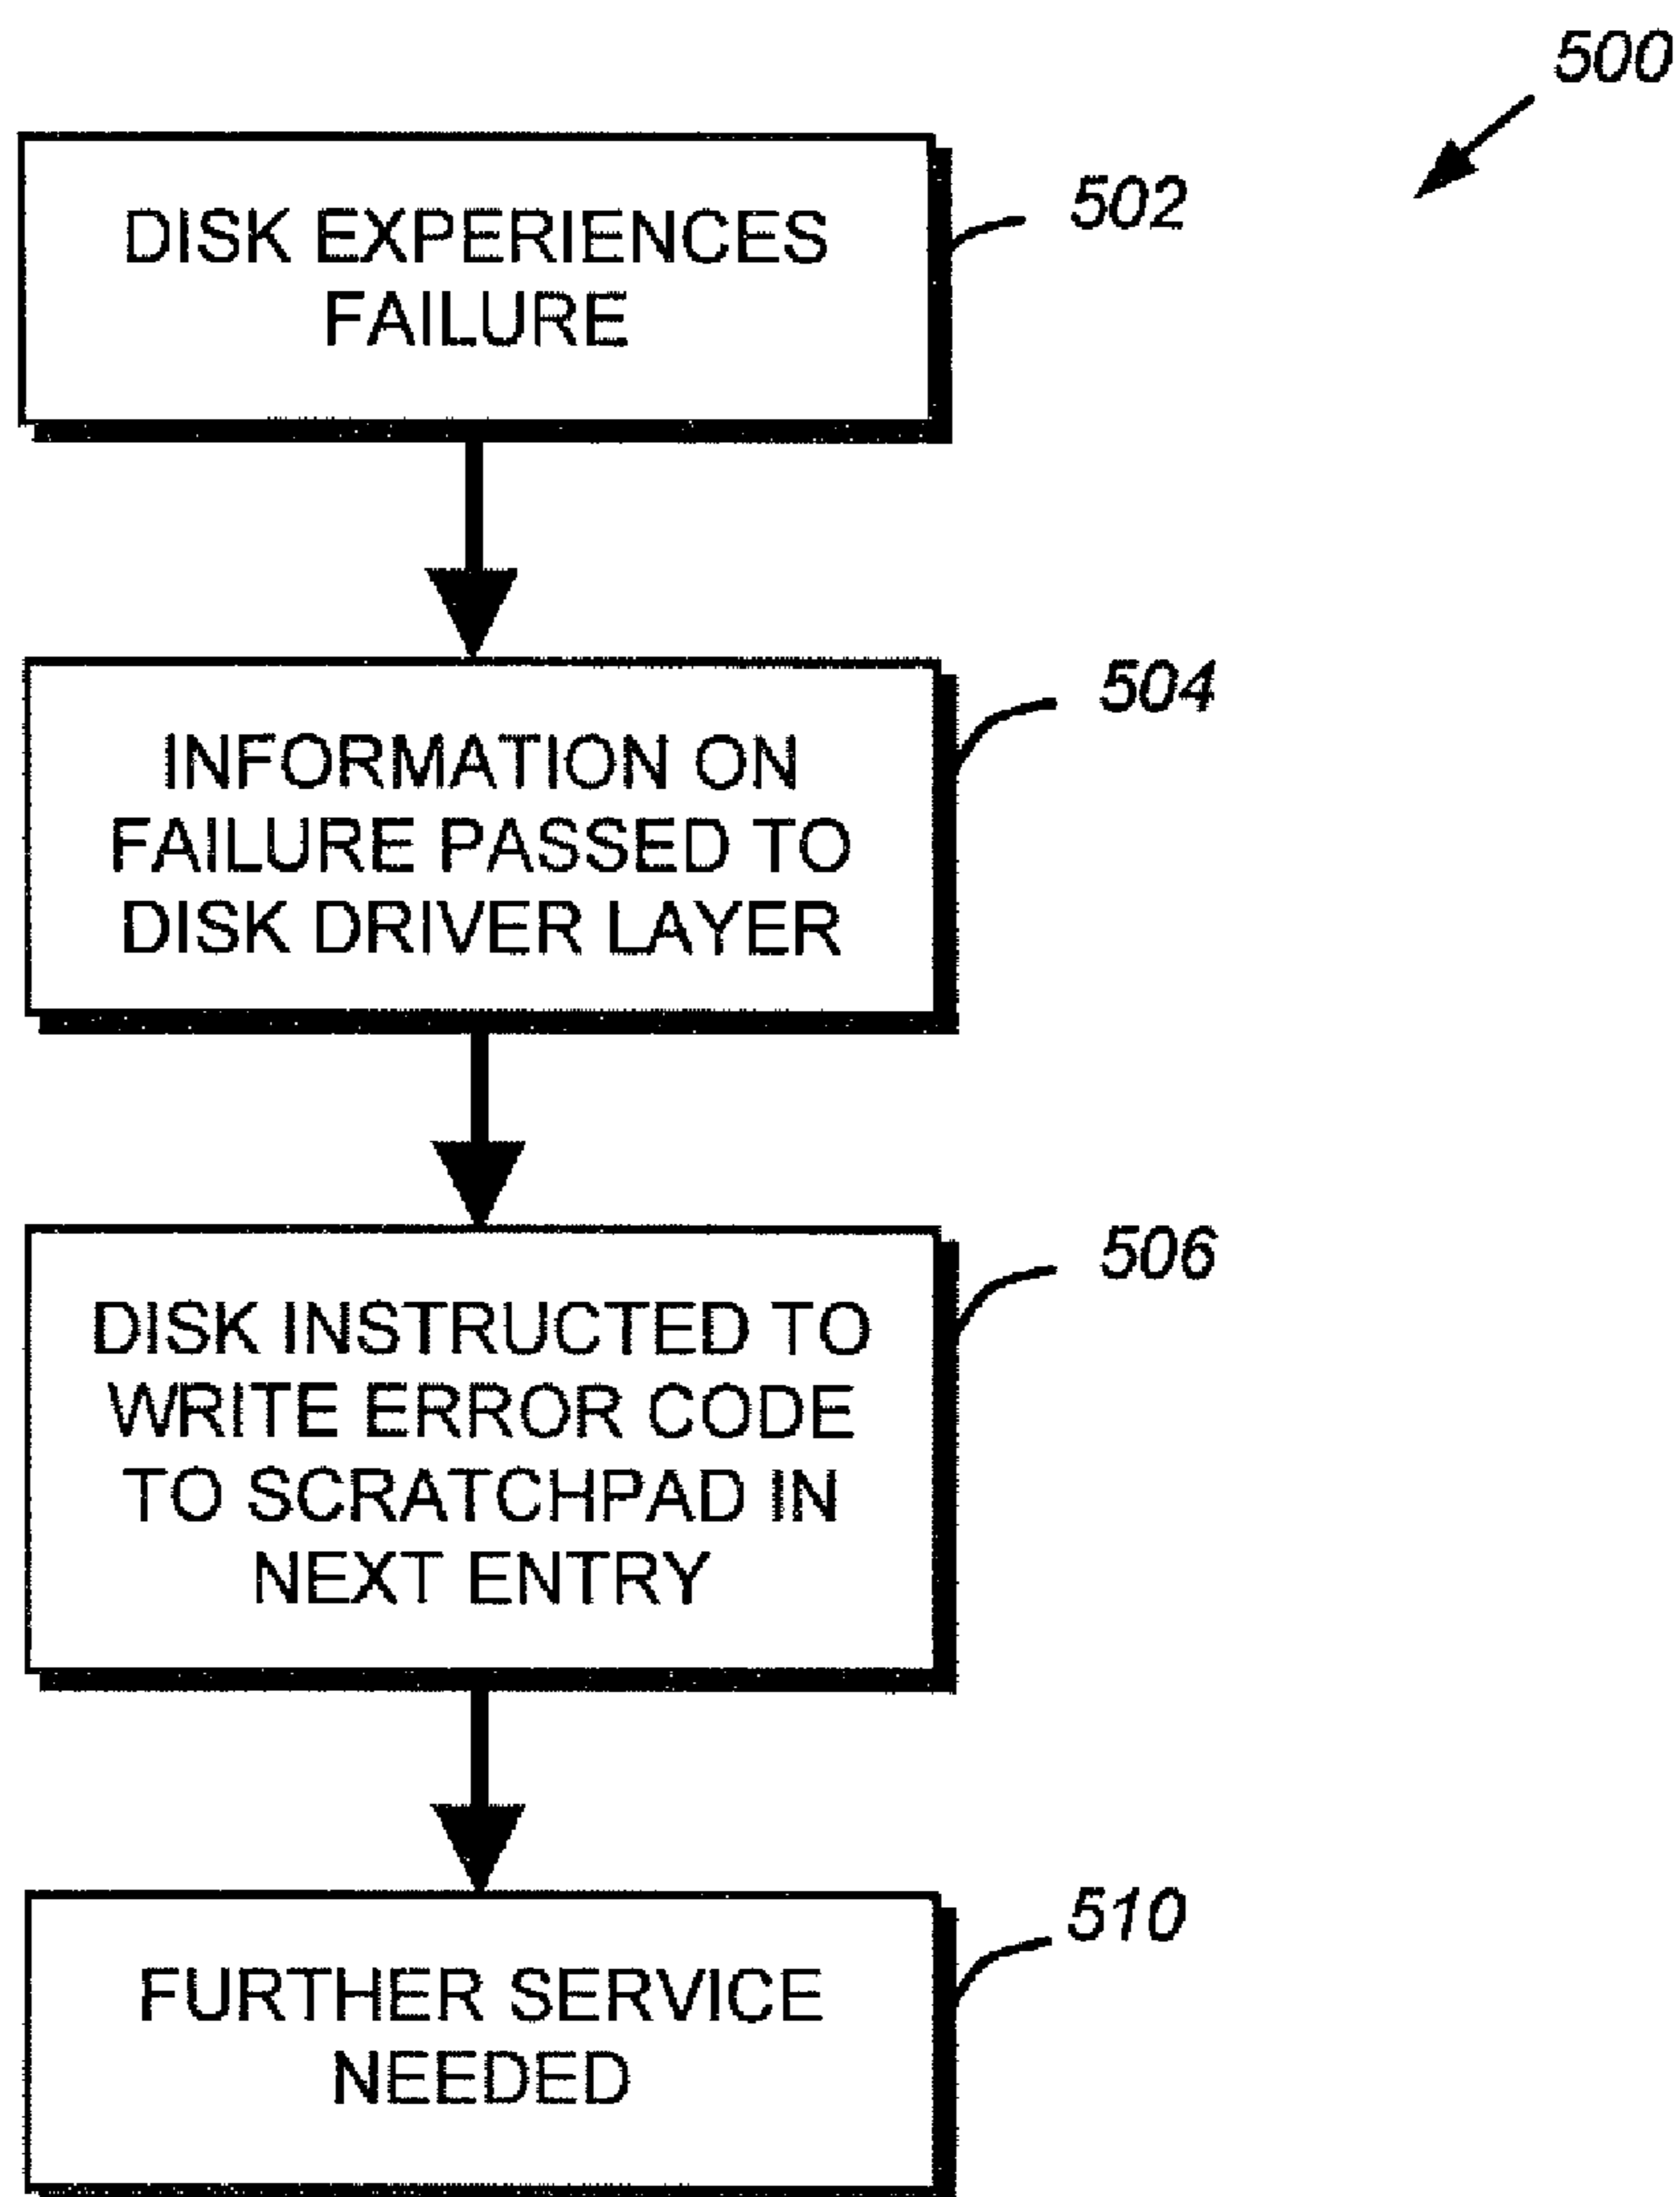 500
DISK EXPERIENCES
FAILURE
502
INFORMATION ON
FAILURE PASSED TO
DISK DRIVER LAYER
504
DISK INSTRUCTED TO
WRITE ERROR CODE
TO SCRATCHPAD IN
NEXT ENTRY
506
FURTHER SERVICE
NEEDED
510